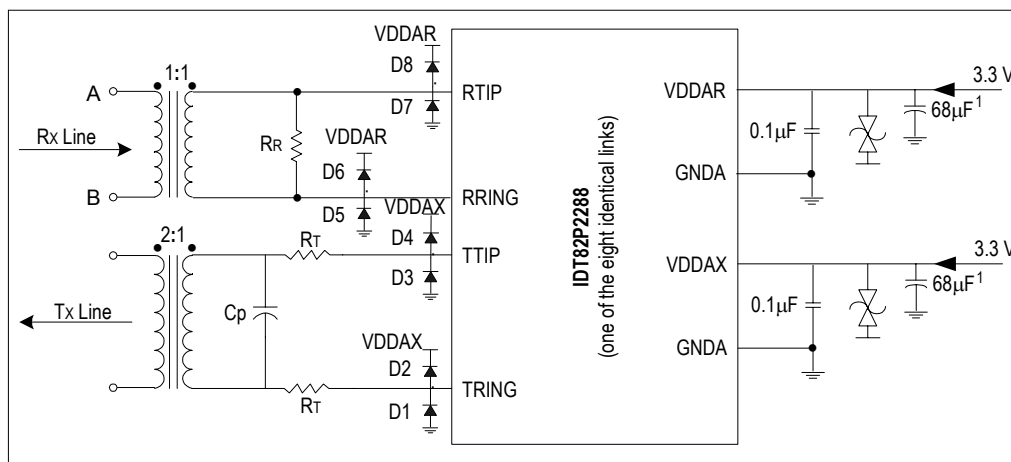 1:1
A
Rx Line
B
RR
VDDAR
D8
D7
VDDAR
D6
D5
RTIP
RRING
2:1
Tx Line
Cp
RT
RT
VDDAX
D4
D3
VDDAX
D2
D1
TTIP
TRING
IDT82P2288
(one of the eight identical links)
VDDAR
GNDA
0.1µF
68µF1
3.3 V
VDDAX
GNDA
0.1µF
68µF1
3.3 V